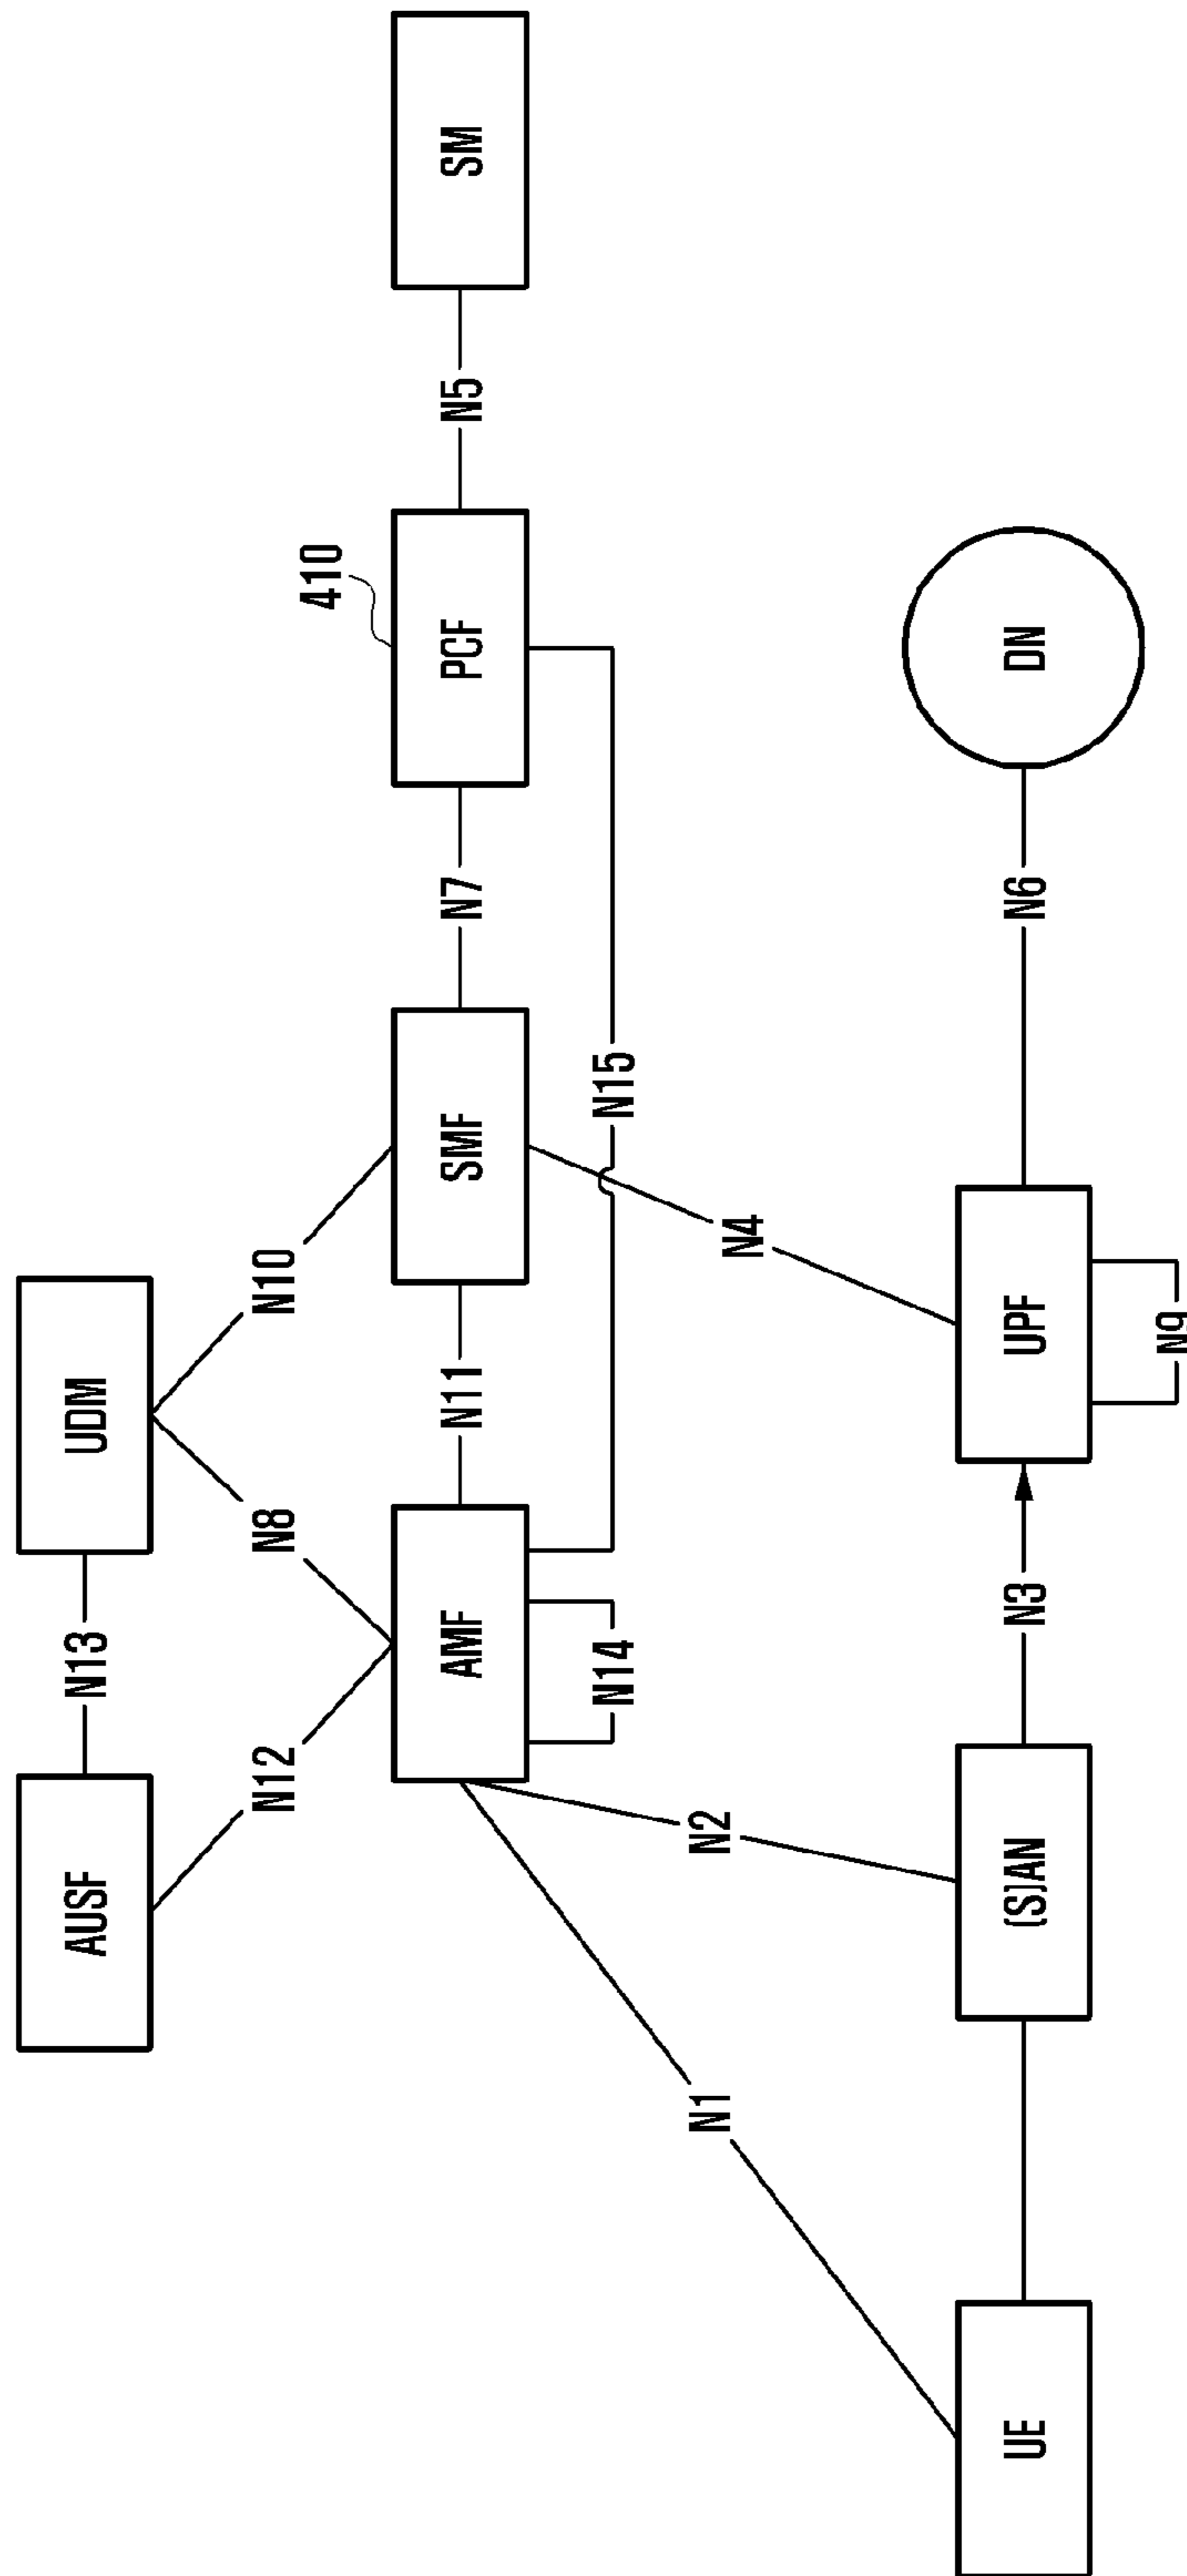 AUSF
N13
UDM
N12
N8
N10
AMF
N11
SMF
N7
PCF
410
N5
SM
N14
N15
N1
N2
N4
UE
(S)AN
N3
UPF
N6
DN
N9